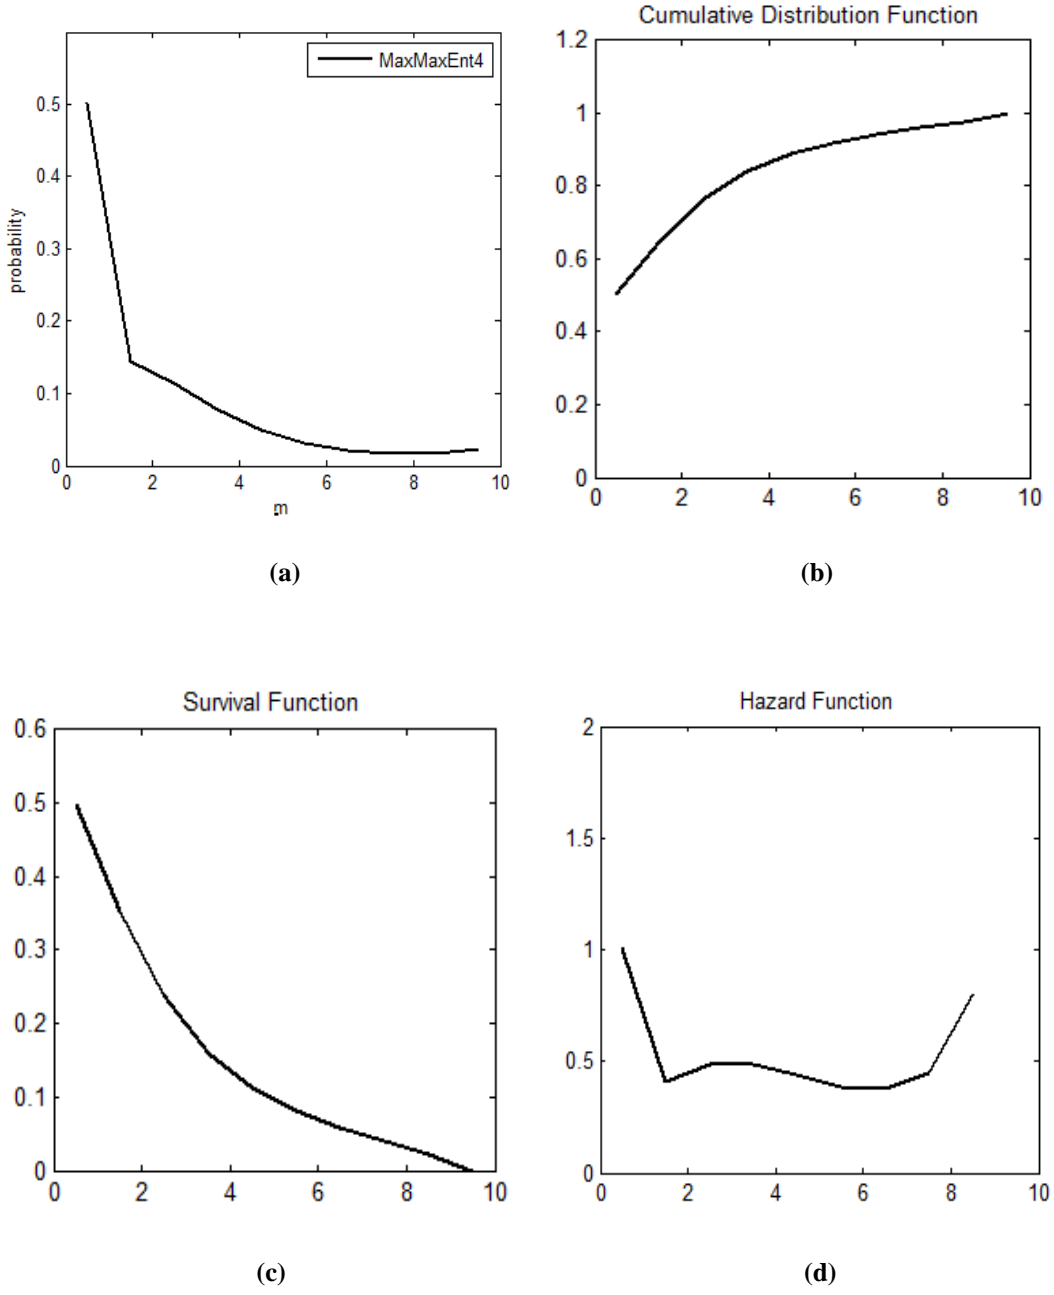 MaxMaxEnt4
0.5
0.4
0.3
0.2
0.1
0
probability
0 2 4 6 8 10
m
(a)
Cumulative Distribution Function
1.2
1
0.8
0.6
0.4
0.2
0
0 2 4 6 8 10
(b)
Survival Function
0.6
0.5
0.4
0.3
0.2
0.1
0
0 2 4 6 8 10
(c)
Hazard Function
2
1.5
1
0.5
0
0 2 4 6 8 10
(d)